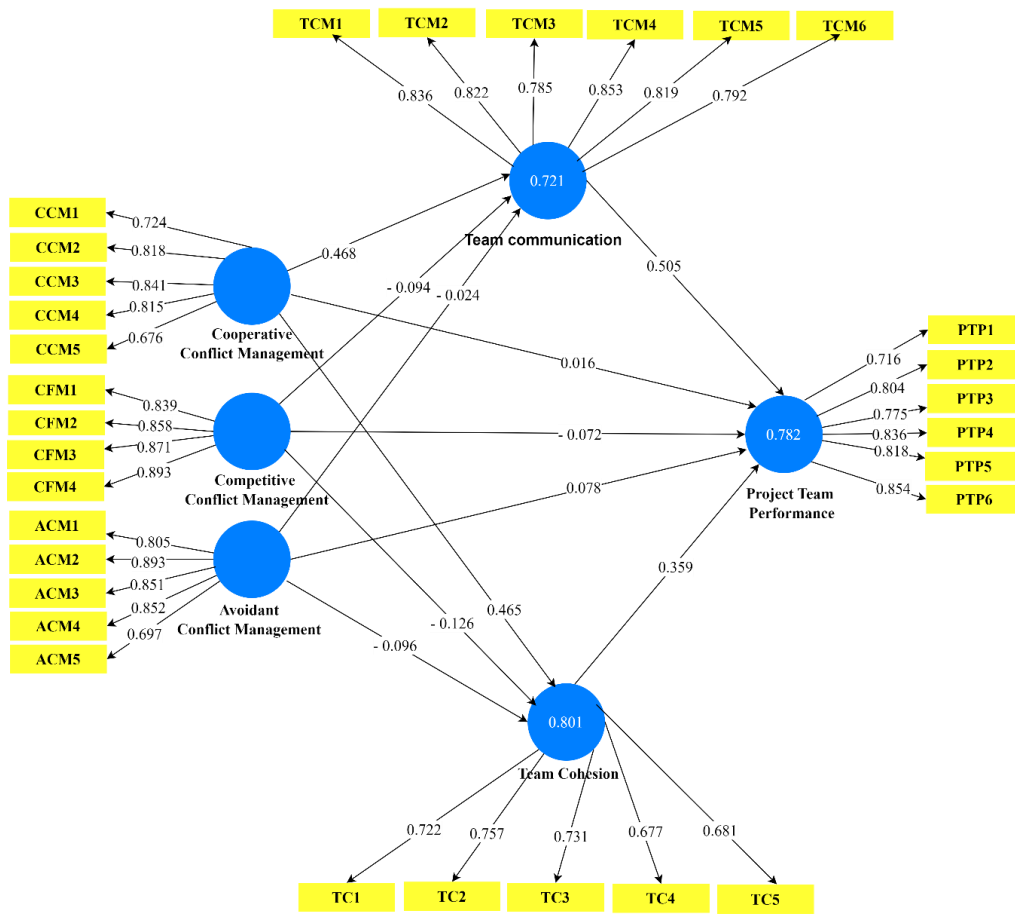 TCM1
TCM2
TCM3
TCM4
TCM5
TCM6
0.836
0.822
0.785
0.853
0.819
0.792
0.721
Team communication
CCM1
CCM2
CCM3
CCM4
CCM5
0.724
0.818
0.841
0.815
0.676
Cooperative
Conflict Management
CFM1
CFM2
CFM3
CFM4
0.839
0.858
0.871
0.893
Competitive
Conflict Management
ACM1
ACM2
ACM3
ACM4
ACM5
0.805
0.893
0.851
0.852
0.697
Avoidant
Conflict Management
0.468
- 0.094
- 0.024
0.505
0.016
- 0.072
0.078
0.465
- 0.126
- 0.096
0.359
0.782
Project Team
Performance
0.716
0.804
0.775
0.836
0.818
0.854
PTP1
PTP2
PTP3
PTP4
PTP5
PTP6
0.801
Team Cohesion
0.722
0.757
0.731
0.677
0.681
TC1
TC2
TC3
TC4
TC5